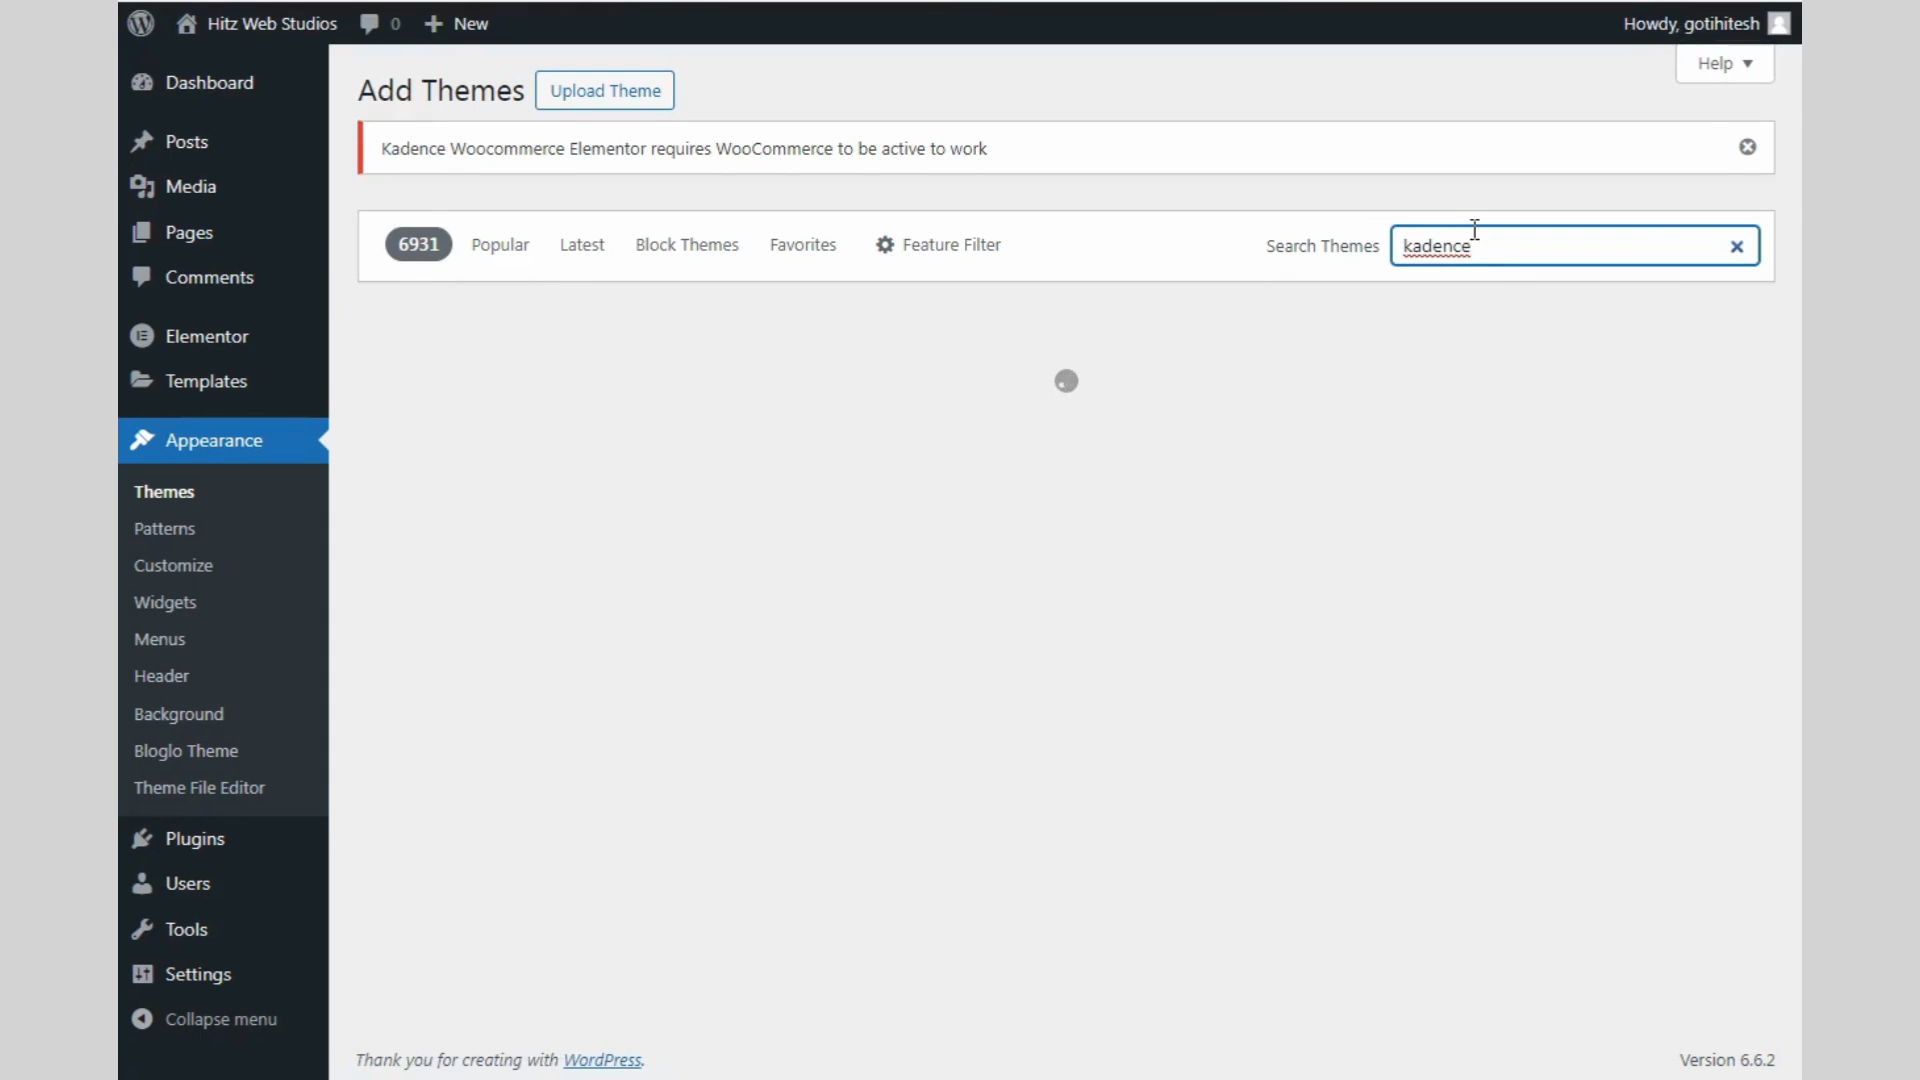 Hitz Web Studios 0 New Howdy, gotihitesh
Help
Add Themes Upload Theme
Kadence Woocommerce Elementor requires WooCommerce to be active to work
6931 Popular Latest Block Themes Favorites Feature Filter Search Themes kadence
Dashboard
Posts
Media
Pages
Comments
Elementor
Templates
Appearance
Themes
Patterns
Customize
Widgets
Menus
Header
Background
Bloglo Theme
Theme File Editor
Plugins
Users
Tools
Settings
Collapse menu
Thank you for creating with WordPress. Version 6.6.2